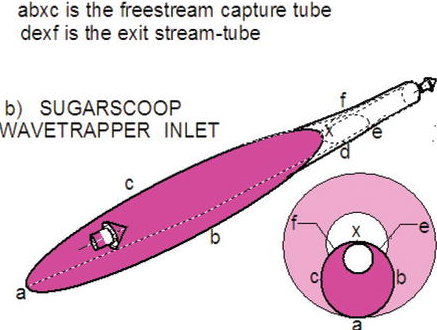 abxc is the freestream capture tube
dexf is the exit stream-tube
b) SUGARSCOOP
WAVETRAPPER INLET
f
x
e
d
c
b
a
f
x
e
c
b
a